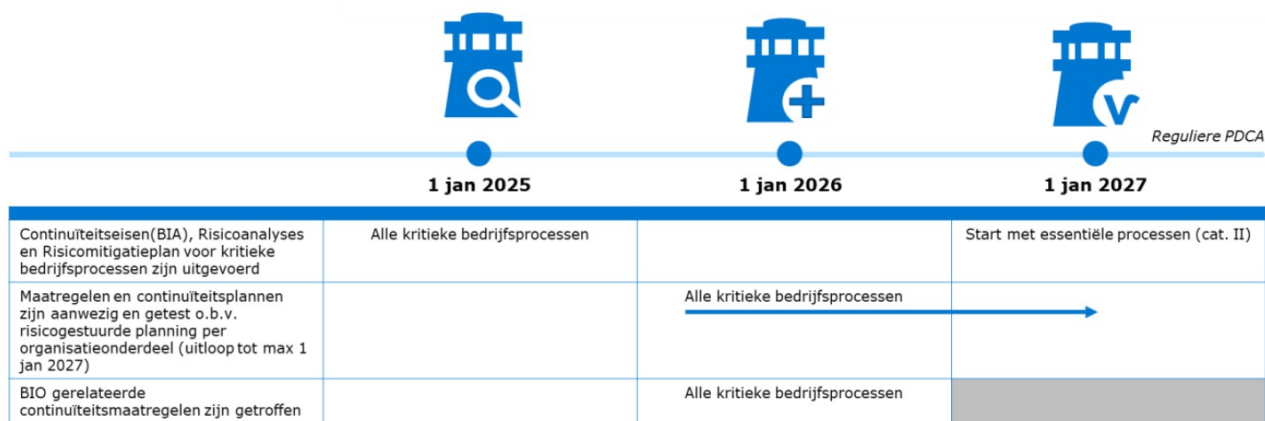 Reguliere PDCA
1 jan 2025
1 jan 2026
1 jan 2027
Continuïteitseisen(BIA), Risicoanalyses
en Risicomitigatieplan voor kritieke
bedrijfsprocessen zijn uitgevoerd
Alle kritieke bedrijfsprocessen
Start met essentiële processen (cat. II)
Maatregelen en continuïteitsplannen
zijn aanwezig en getest o.b.v.
risicogestuurde planning per
organisatieonderdeel (uitloop tot max 1
jan 2027)
Alle kritieke bedrijfsprocessen
BIO gerelateerde
continuïteitsmaatregelen zijn getroffen
Alle kritieke bedrijfsprocessen